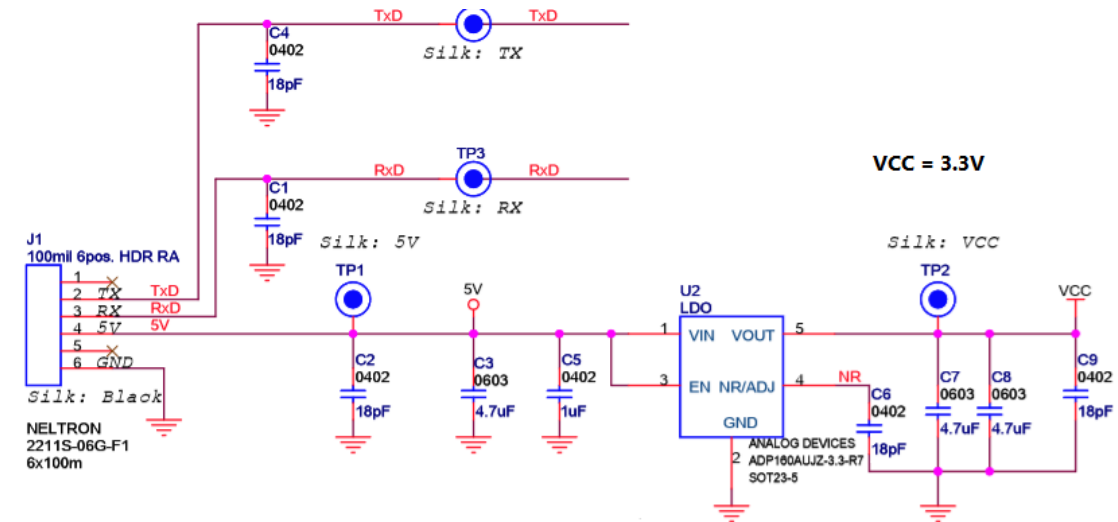 TxD
TxD
C4
0402
18pF
Silk: TX
TP3
RxD
RxD
C1
0402
18pF
Silk: RX
VCC = 3.3V
J1
100mil 6pos. HDR RA
1
2 TX TxD
3 RX RxD
4 5V 5V
5
6 GND
Silk: Black
NELTRON
2211S-06G-F1
6x100m
Silk: 5V
TP1
C2
0402
18pF
5V
C3
0603
4.7uF
C5
0402
1uF
U2
LDO
1 VIN VOUT 5
3 EN NR/ADJ 4
GND
2
ANALOG DEVICES
ADP160AUJZ-3.3-R7
SOT23-5
NR
C6
0402
18pF
Silk: VCC
TP2
C7
0603
4.7uF
C8
0603
4.7uF
VCC
C9
0402
18pF